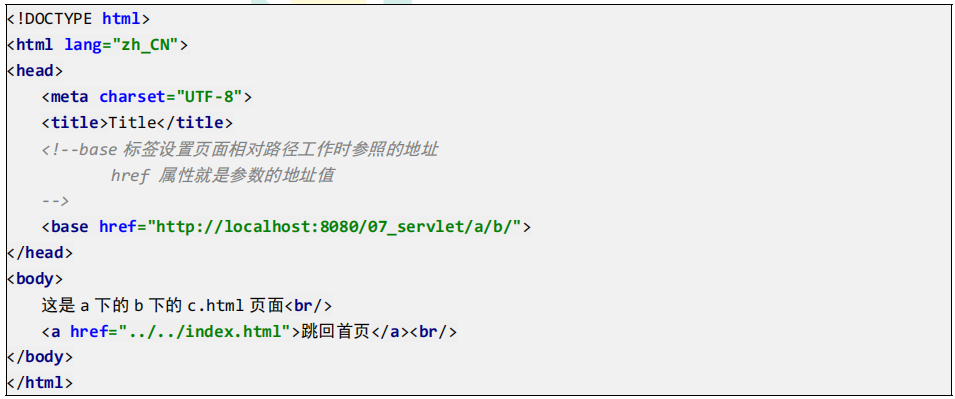 <!DOCTYPE html>
<html lang="zh_CN">
<head>
    <meta charset="UTF-8">
    <title>Title</title>
    <!--base 标签设置页面相对路径工作时参照的地址
            href 属性就是参数的地址值
    -->
    <base href="http://localhost:8080/07_servlet/a/b/">
</head>
<body>
    这是 a 下的 b 下的 c.html 页面<br/>
    <a href="../../index.html">跳回首页</a><br/>
</body>
</html>